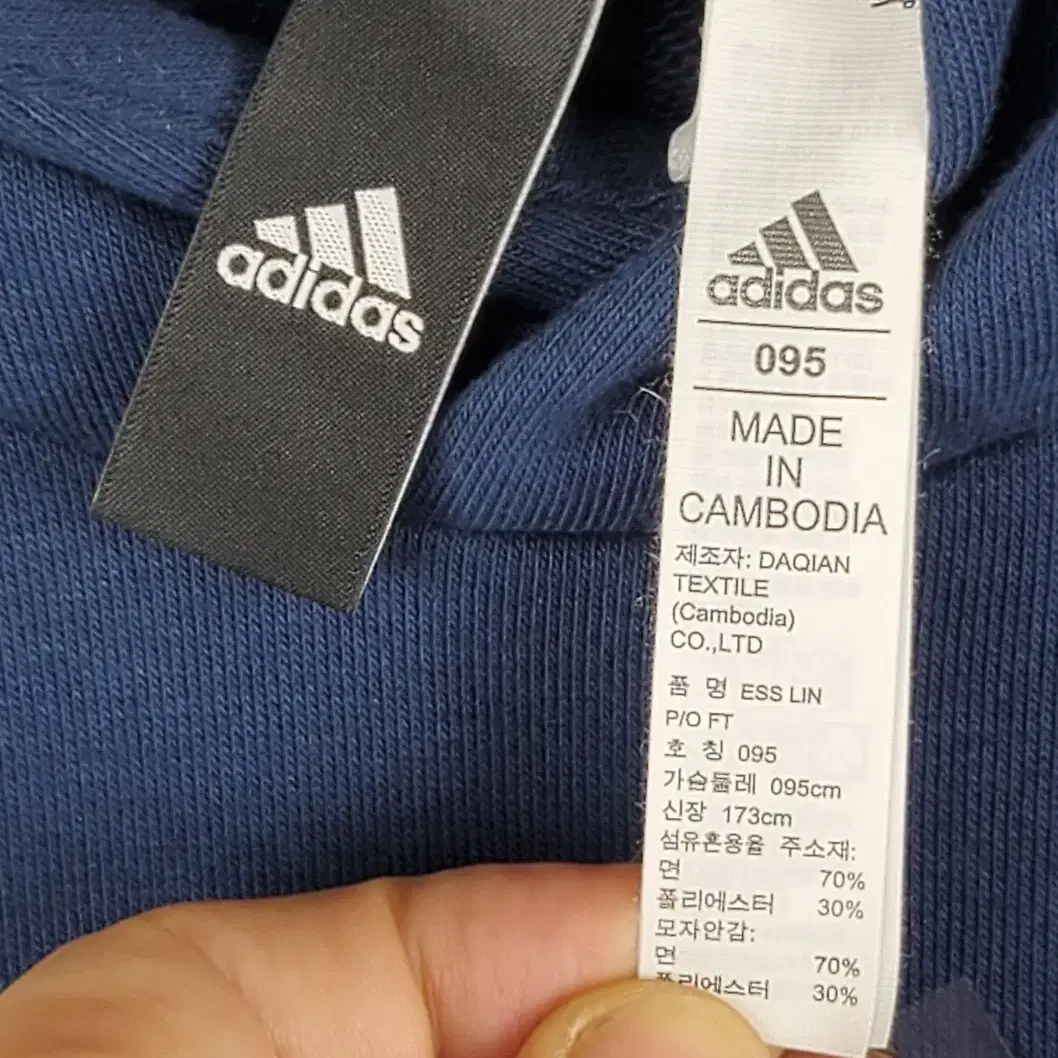 adidas
adidas
095
MADE
IN
CAMBODIA
제조자: DAQIAN
TEXTILE
(Cambodia)
CO.,LTD
품 명 ESS LIN
P/O FT
호 칭 095
가슴둘레 095cm
신장 173cm
섬유혼용율 주소재:
면 70%
폴리에스터 30%
모자안감:
면 70%
폴리에스터 30%